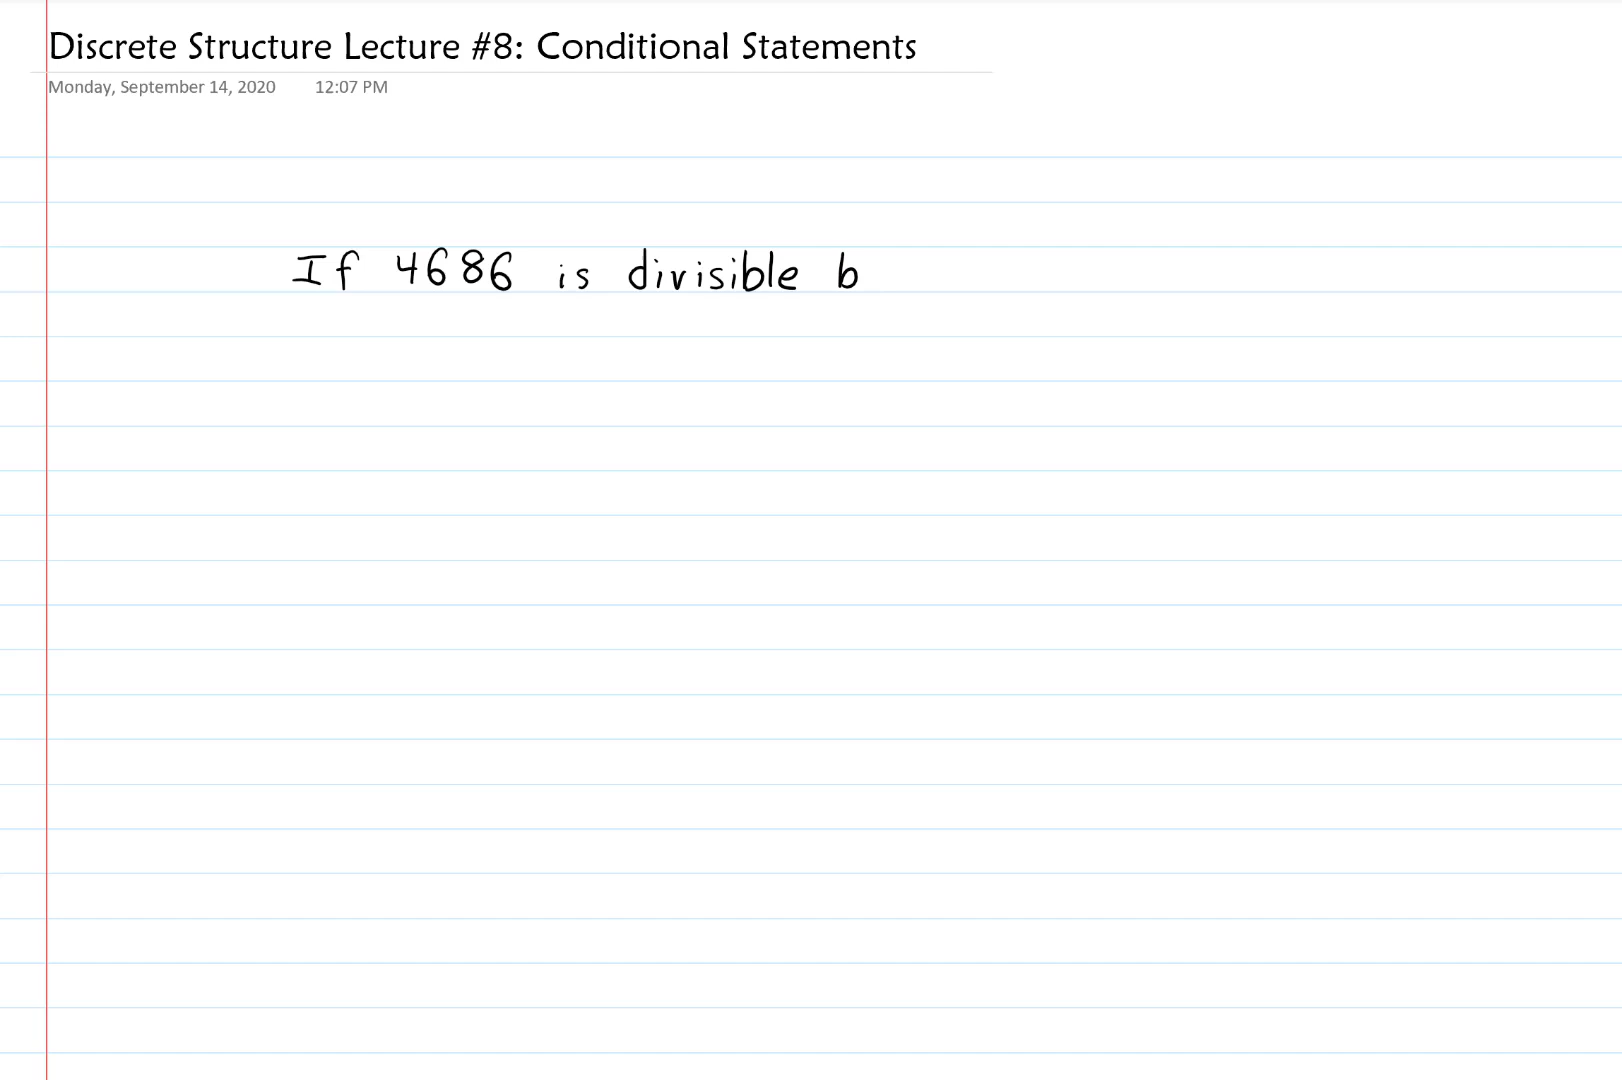 Discrete Structure Lecture #8: Conditional Statements
Monday, September 14, 2020 12:07 PM
If 4686 is divisible b